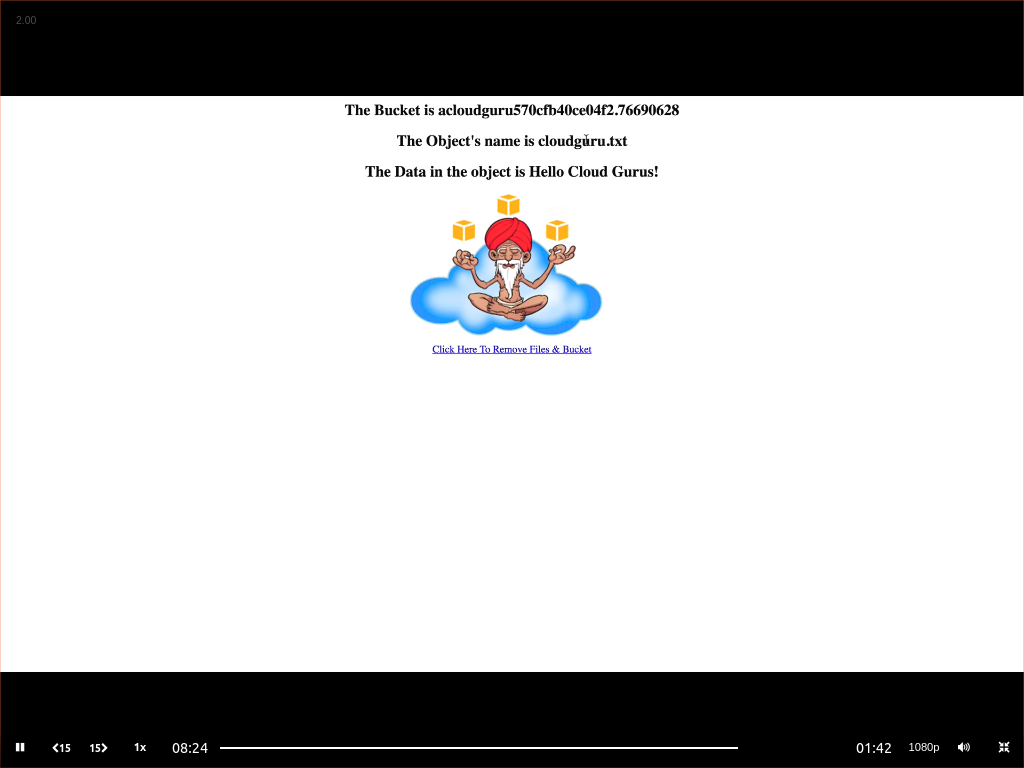 2.00
The Bucket is acloudguru570cfb40ce04f2.76690628
The Object's name is cloudguru.txt
The Data in the object is Hello Cloud Gurus!
Click Here To Remove Files & Bucket
15 15 1x 08:24 01:42 1080p